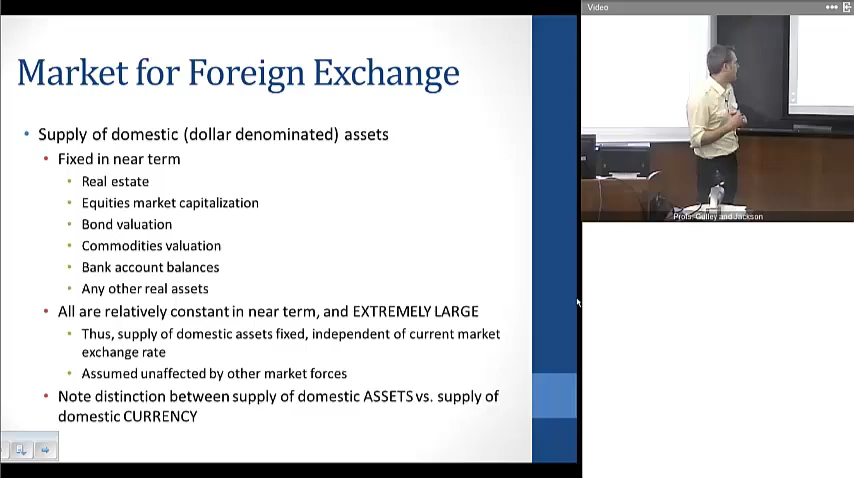 Market for Foreign Exchange
• Supply of domestic (dollar denominated) assets
• Fixed in near term
• Real estate
• Equities market capitalization
• Bond valuation
• Commodities valuation
• Bank account balances
• Any other real assets
• All are relatively constant in near term, and EXTREMELY LARGE
• Thus, supply of domestic assets fixed, independent of current market
exchange rate
• Assumed unaffected by other market forces
• Note distinction between supply of domestic ASSETS vs. supply of
domestic CURRENCY
Video
Profs. Gulley and Jackson